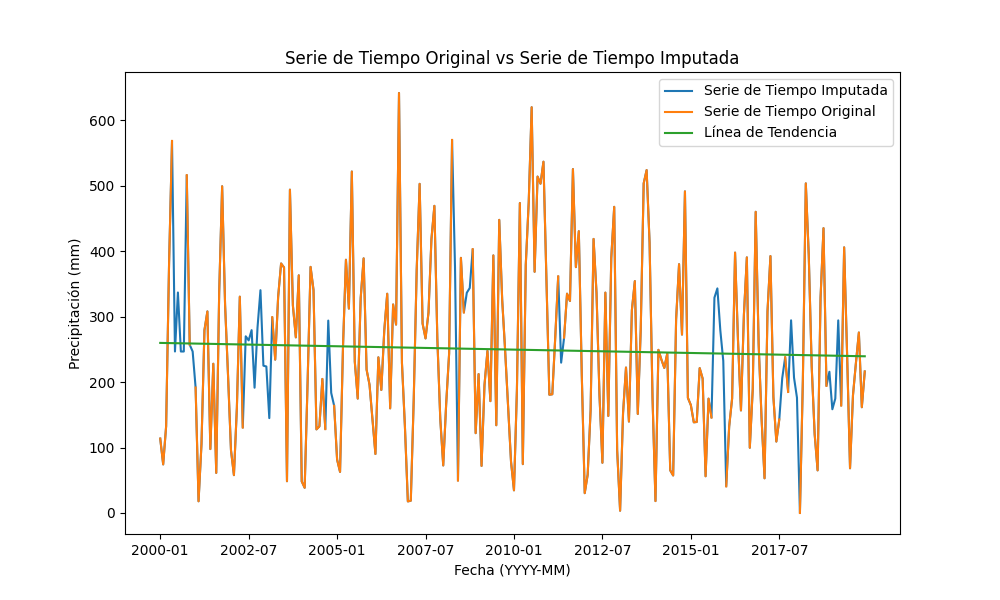 Serie de Tiempo Original vs Serie de Tiempo Imputada
Serie de Tiempo Imputada
Serie de Tiempo Original
Línea de Tendencia
Precipitación (mm)
600
500
400
300
200
100
0
2000-01 2002-07 2005-01 2007-07 2010-01 2012-07 2015-01 2017-07
Fecha (YYYY-MM)